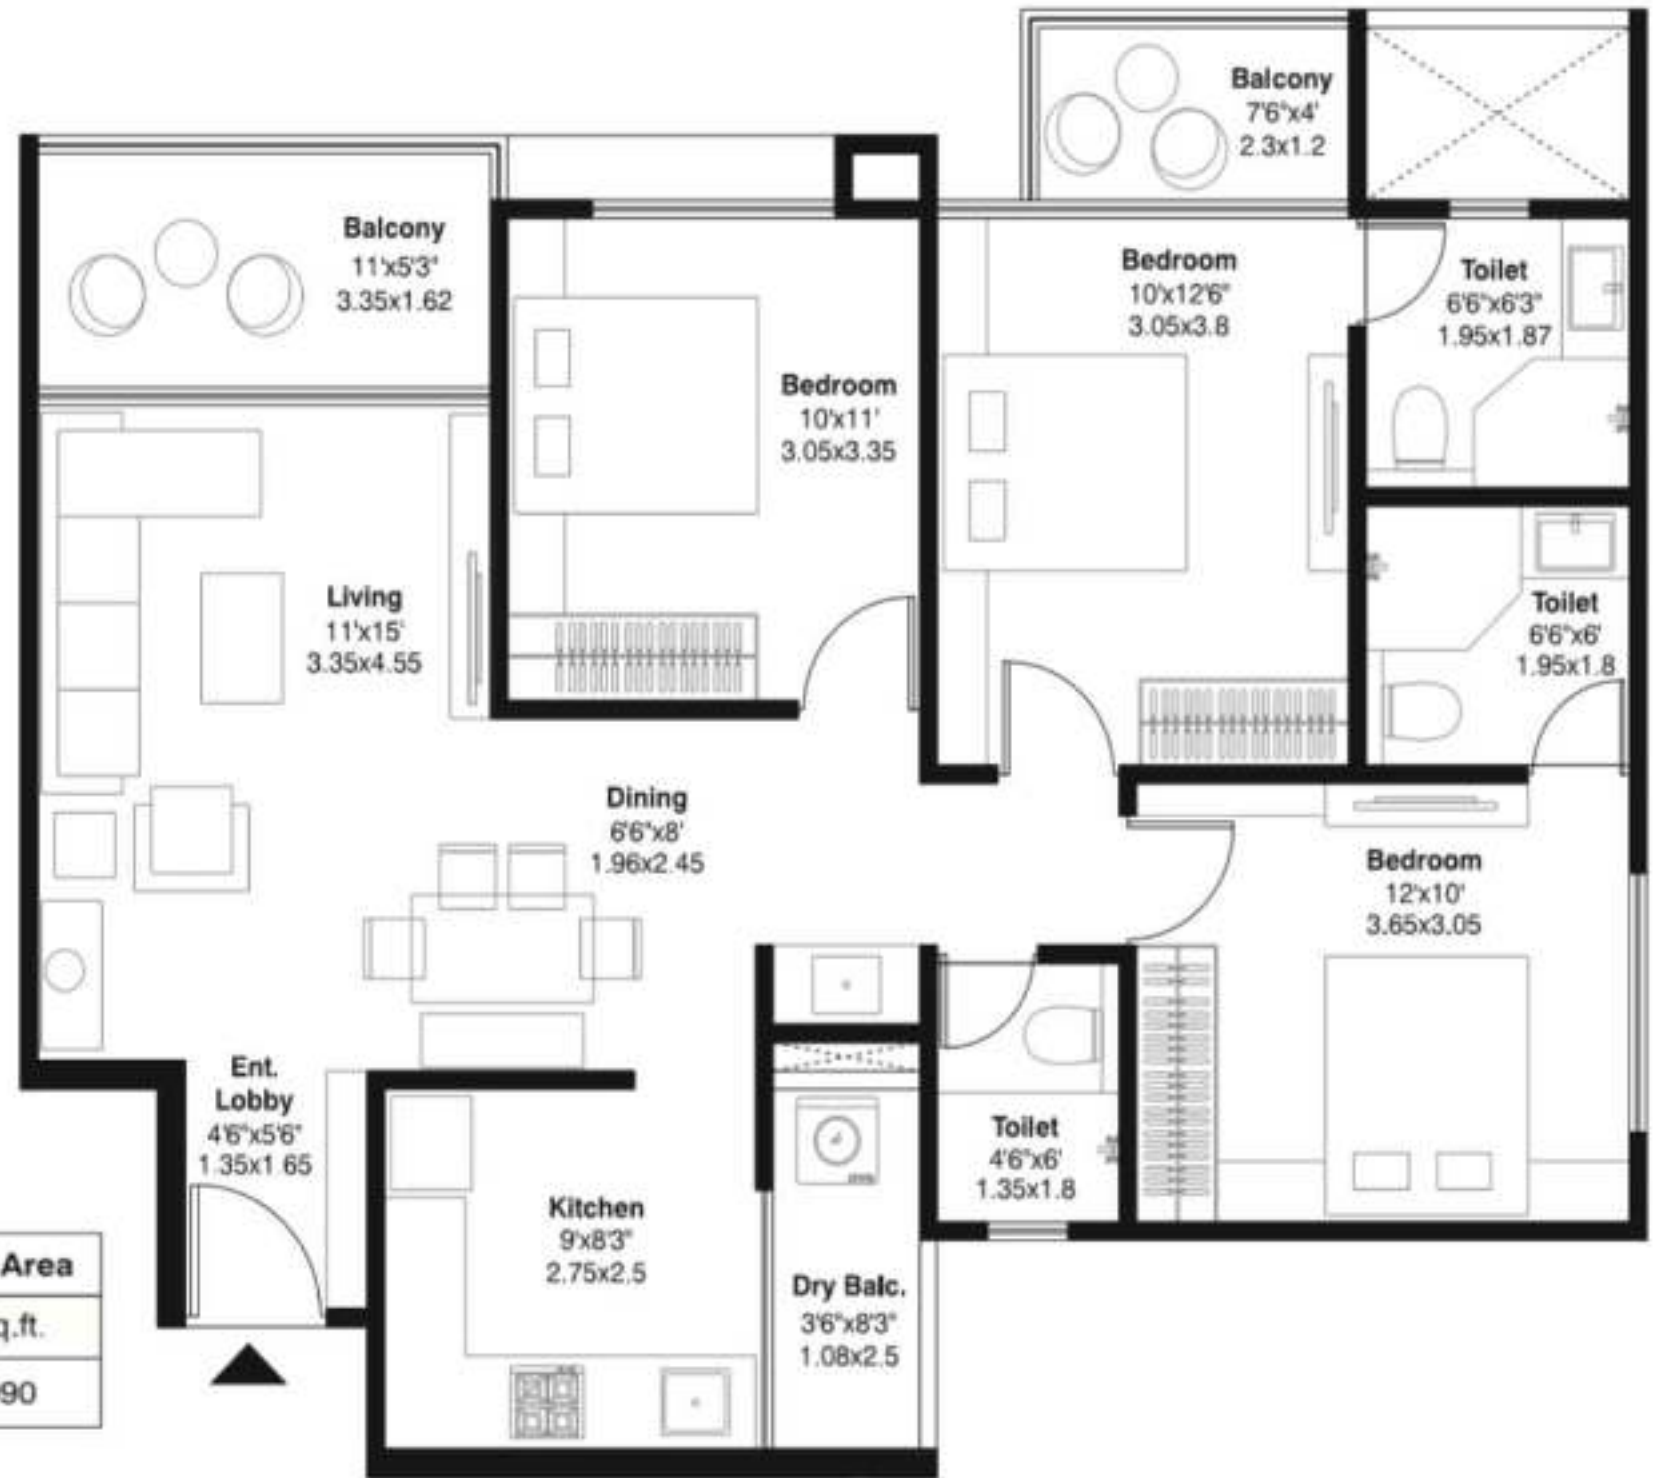 Balcony
7'6"x4'
2.3x1.2
Balcony
11'x5'3"
3.35x1.62
Bedroom
10'x12'6"
3.05x3.8
Toilet
6'6"x6'3"
1.95x1.87
Bedroom
10'x11'
3.05x3.35
Living
11'x15'
3.35x4.55
Toilet
6'6"x6'
1.95x1.8
Dining
6'6"x8'
1.96x2.45
Bedroom
12'x10'
3.65x3.05
Ent.
Lobby
4'6"x5'6"
1.35x1.65
Toilet
4'6"x6'
1.35x1.8
Kitchen
9'x8'3"
2.75x2.5
Dry Balc.
3'6"x8'3"
1.08x2.5
Area
q.ft.
90